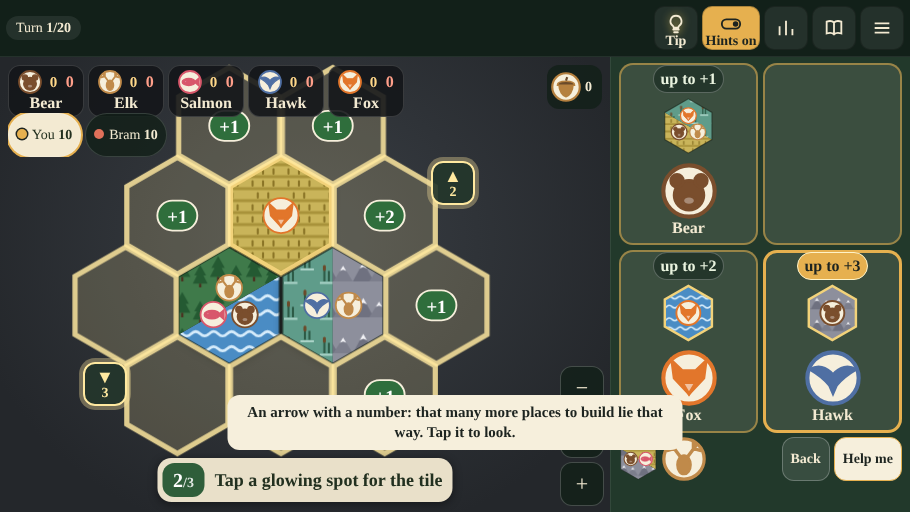 Turn 1/20
Tip
Hints on
0 0
Bear
0 0
Elk
0 0
Salmon
0 0
Hawk
0 0
Fox
0
You 10
Bram 10
+1
+1
+1
+2
+1
+1
▲
2
▼
3
up to +1
Bear
up to +2
Fox
up to +3
Hawk
An arrow with a number: that many more places to build lie that
way. Tap it to look.
2/3
Tap a glowing spot for the tile
−
+
Back
Help me